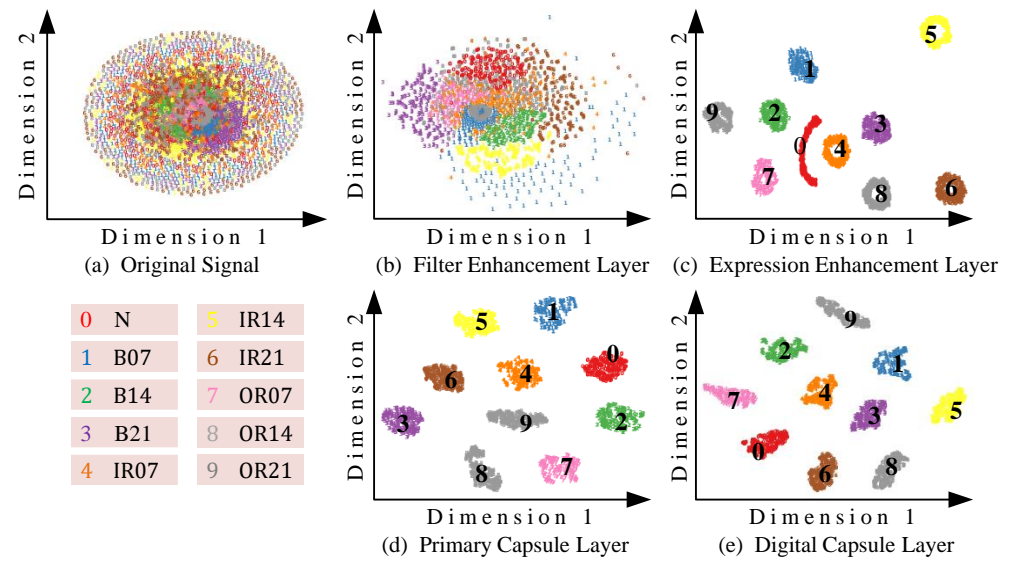 Dimension 2
Dimension 1
(a) Original Signal
Dimension 2
Dimension 1
(b) Filter Enhancement Layer
Dimension 2
5
1
9
2
3
0
4
7
8
6
Dimension 1
(c) Expression Enhancement Layer
0 N
5 IR14
1 B07
6 IR21
2 B14
7 OR07
3 B21
8 OR14
4 IR07
9 OR21
Dimension 2
1
5
0
4
6
3
9
2
8
7
Dimension 1
(d) Primary Capsule Layer
Dimension 2
9
2
1
4
7
3
5
0
6
8
Dimension 1
(e) Digital Capsule Layer